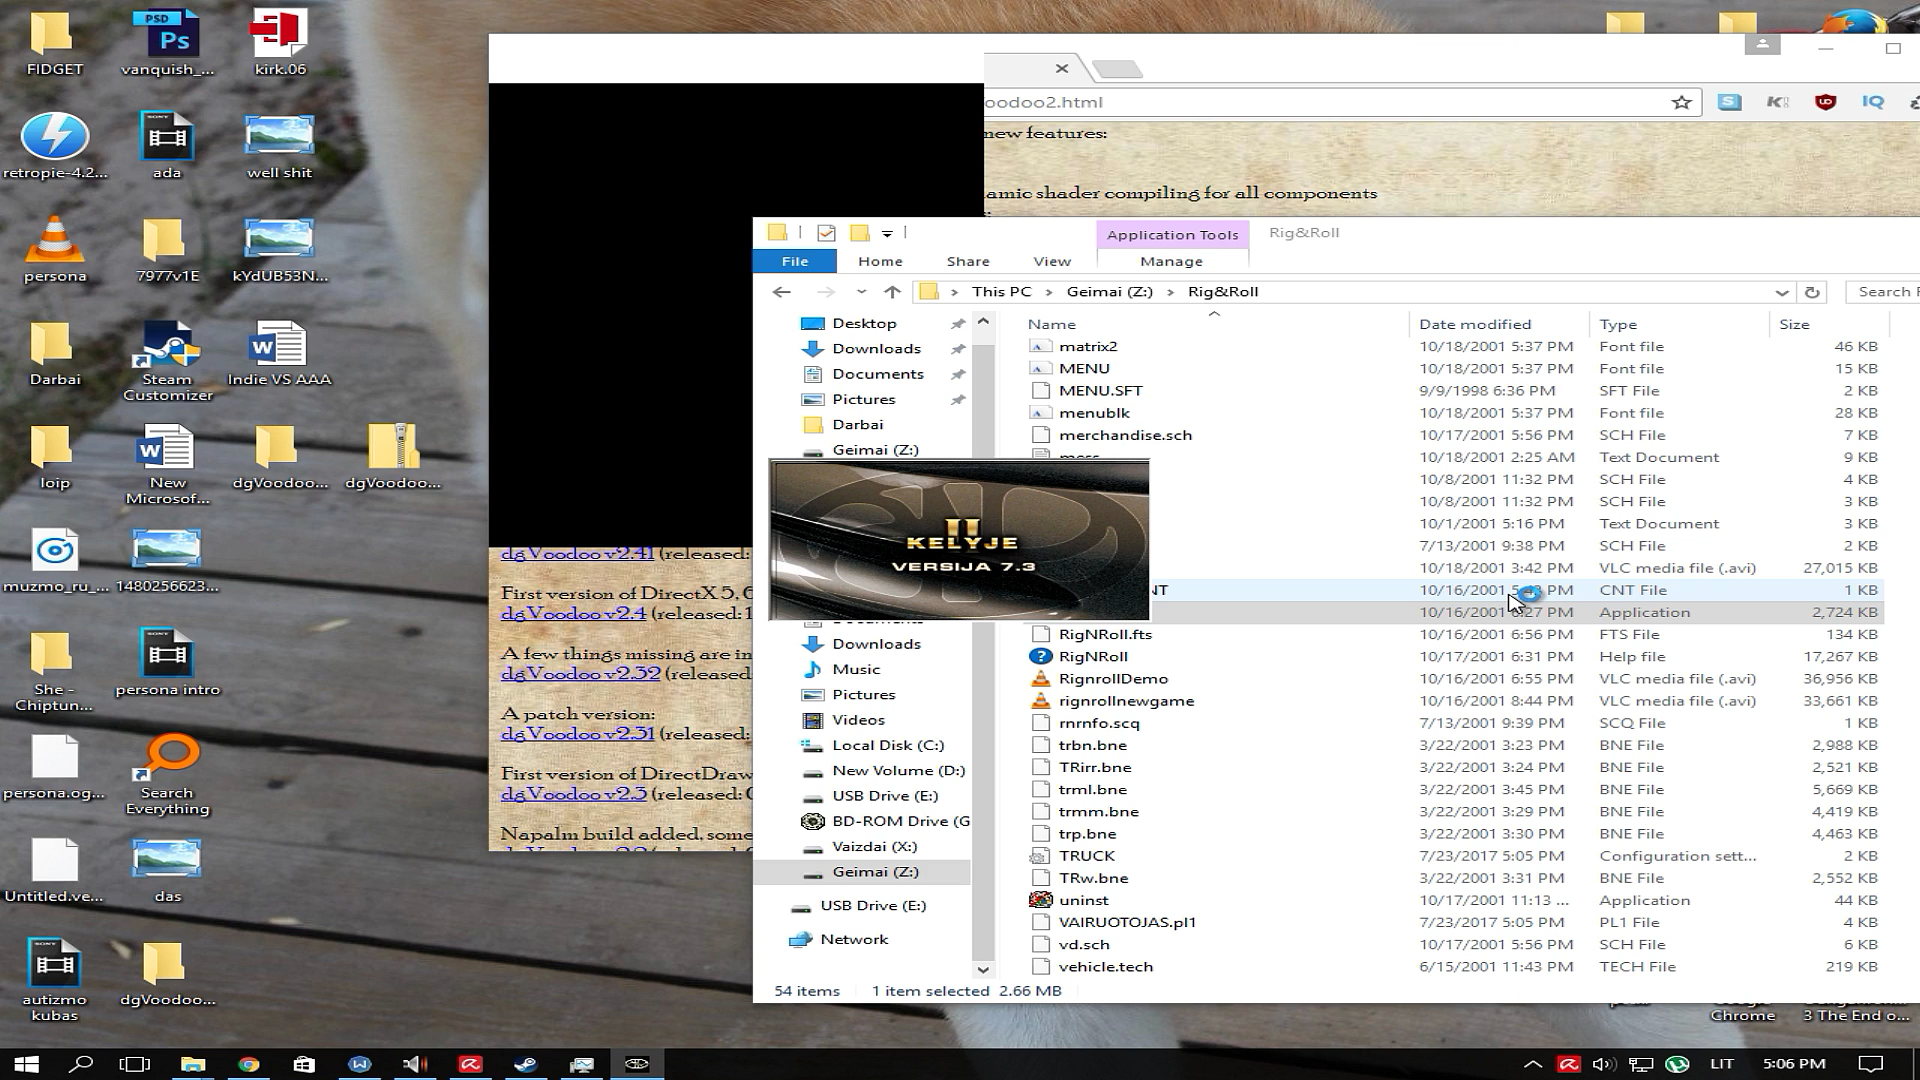 FIDGET
vanquish_...
kirk.06
retropie-4.2...
ada
well shit
persona
7977v1E
kYdUB53N...
Darbai
Steam
Customizer
Indie VS AAA
loip
New
Microsof...
dgVoodoo...
dgVoodoo...
muzmo_ru_...
1480256623...
She -
Chiptun...
persona intro
persona.og...
Search
Everything
Untitled.ve...
das
autizmo
kubas
dgVoodoo...
PSD
Ps
SONY
oodoo2.html
IQ
new features:
amic shader compiling for all components
dgVoodoo v2.41 (released:
First version of DirectX 5, 6
dgVoodoo v2.4 (released: 1
A few things missing are in
dgVoodoo v2.32 (released:
A patch version:
dgVoodoo v2.31 (released:
First version of DirectDraw
dgVoodoo v2.3 (released: 0
Napalm build added, some
Application Tools
Rig&Roll
File
Home
Share
View
Manage
This PC > Geimai (Z:) > Rig&Roll
Search R
Desktop
Downloads
Documents
Pictures
Darbai
Geimai (Z:)
II
KELYJE
VERSIJA 7.3
Downloads
Music
Pictures
Videos
Local Disk (C:)
New Volume (D:)
USB Drive (E:)
BD-ROM Drive (G
Vaizdai (X:)
Geimai (Z:)
USB Drive (E:)
Network
Name Date modified Type Size
matrix2 10/18/2001 5:37 PM Font file 46 KB
MENU 10/18/2001 5:37 PM Font file 15 KB
MENU.SFT 9/9/1998 6:36 PM SFT File 2 KB
menublk 10/18/2001 5:37 PM Font file 28 KB
merchandise.sch 10/17/2001 5:56 PM SCH File 7 KB
mess 10/18/2001 2:25 AM Text Document 9 KB
10/8/2001 11:32 PM SCH File 4 KB
10/8/2001 11:32 PM SCH File 3 KB
10/1/2001 5:16 PM Text Document 3 KB
7/13/2001 9:38 PM SCH File 2 KB
10/18/2001 3:42 PM VLC media file (.avi) 27,015 KB
NT 10/16/2001 PM CNT File 1 KB
10/16/2001 :27 PM Application 2,724 KB
RigNRoll.fts 10/16/2001 6:56 PM FTS File 134 KB
RigNRoll 10/17/2001 6:31 PM Help file 17,267 KB
RignrollDemo 10/16/2001 6:55 PM VLC media file (.avi) 36,956 KB
rignrollnewgame 10/16/2001 8:44 PM VLC media file (.avi) 33,661 KB
rnrnfo.scq 7/13/2001 9:39 PM SCQ File 1 KB
trbn.bne 3/22/2001 3:23 PM BNE File 2,988 KB
TRirr.bne 3/22/2001 3:24 PM BNE File 2,521 KB
trml.bne 3/22/2001 3:45 PM BNE File 5,669 KB
trmm.bne 3/22/2001 3:29 PM BNE File 4,419 KB
trp.bne 3/22/2001 3:30 PM BNE File 4,463 KB
TRUCK 7/23/2017 5:05 PM Configuration sett... 2 KB
TRw.bne 3/22/2001 3:31 PM BNE File 2,552 KB
uninst 10/17/2001 11:13 ... Application 44 KB
VAIRUOTOJAS.pl1 7/23/2017 5:05 PM PL1 File 4 KB
vd.sch 10/17/2001 5:56 PM SCH File 6 KB
vehicle.tech 6/15/2001 11:43 PM TECH File 219 KB
54 items 1 item selected 2.66 MB
Chrome
3 The End o...
LIT 5:06 PM